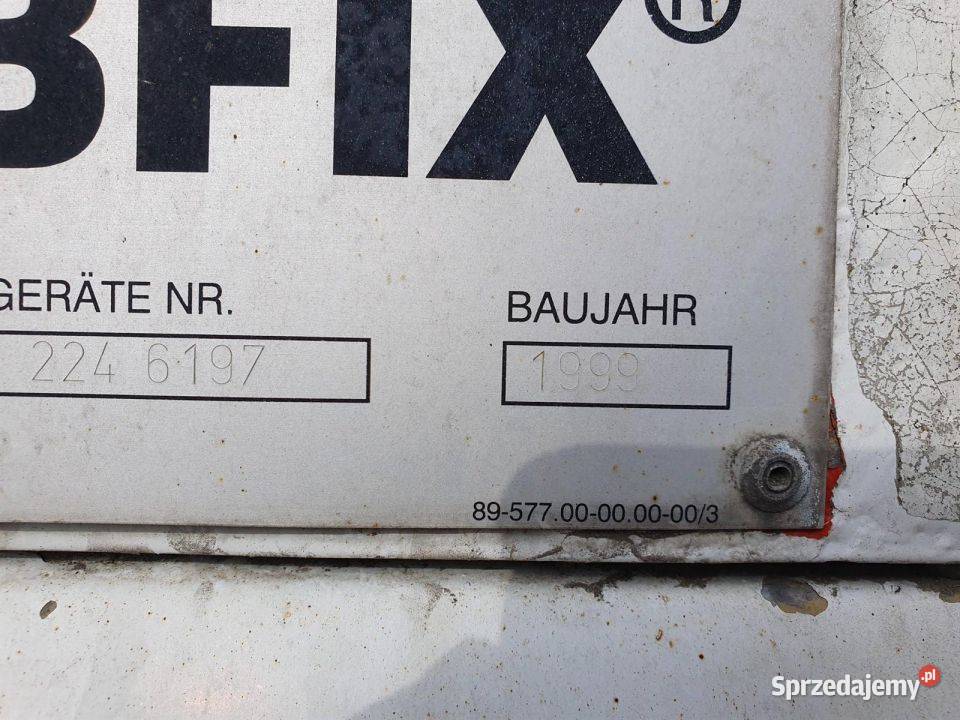 BFIX®
GERÄTE NR.
BAUJAHR
224 6197
1999
89-577.00-00.00-00/3
Sprzedajemy.pl